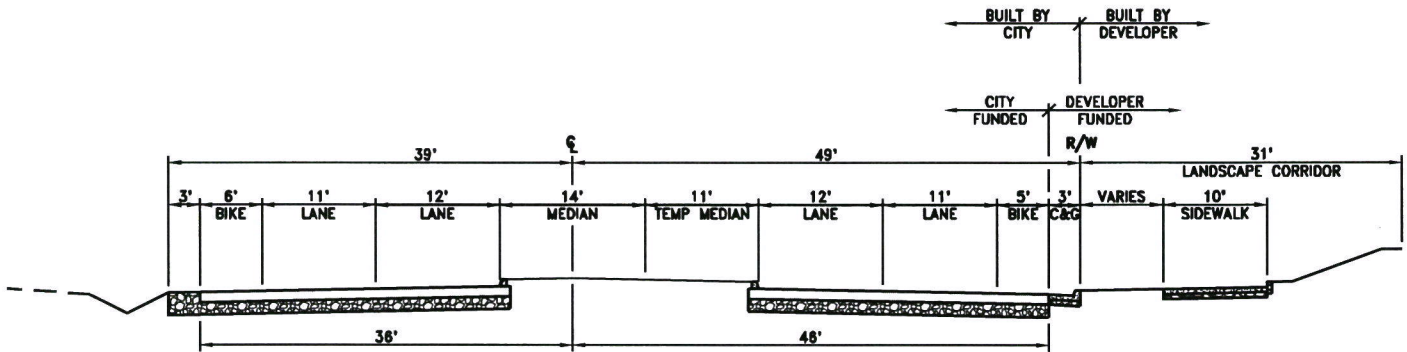 BUILT BY BUILT BY
CITY DEVELOPER
CITY DEVELOPER
FUNDED FUNDED
℄ R/W
39' 49' 31'
LANDSCAPE CORRIDOR
3' 6' 11' 12' 14' 11' 12' 11' 5' 3' VARIES 10'
BIKE LANE LANE MEDIAN TEMP MEDIAN LANE LANE BIKE C&G SIDEWALK
36' 46'